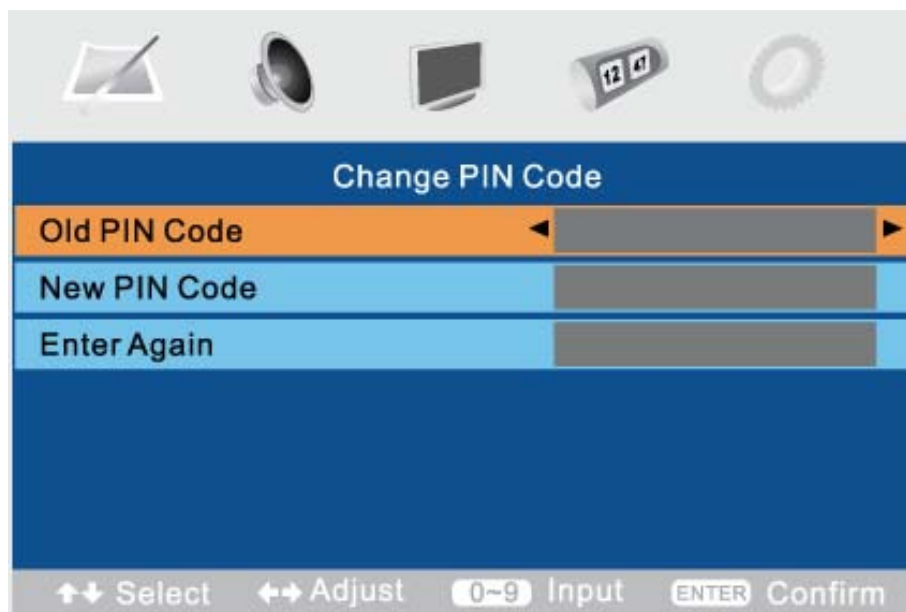 12 47
Change PIN Code
Old PIN Code
New PIN Code
Enter Again
Select Adjust 0~9 Input ENTER Confirm